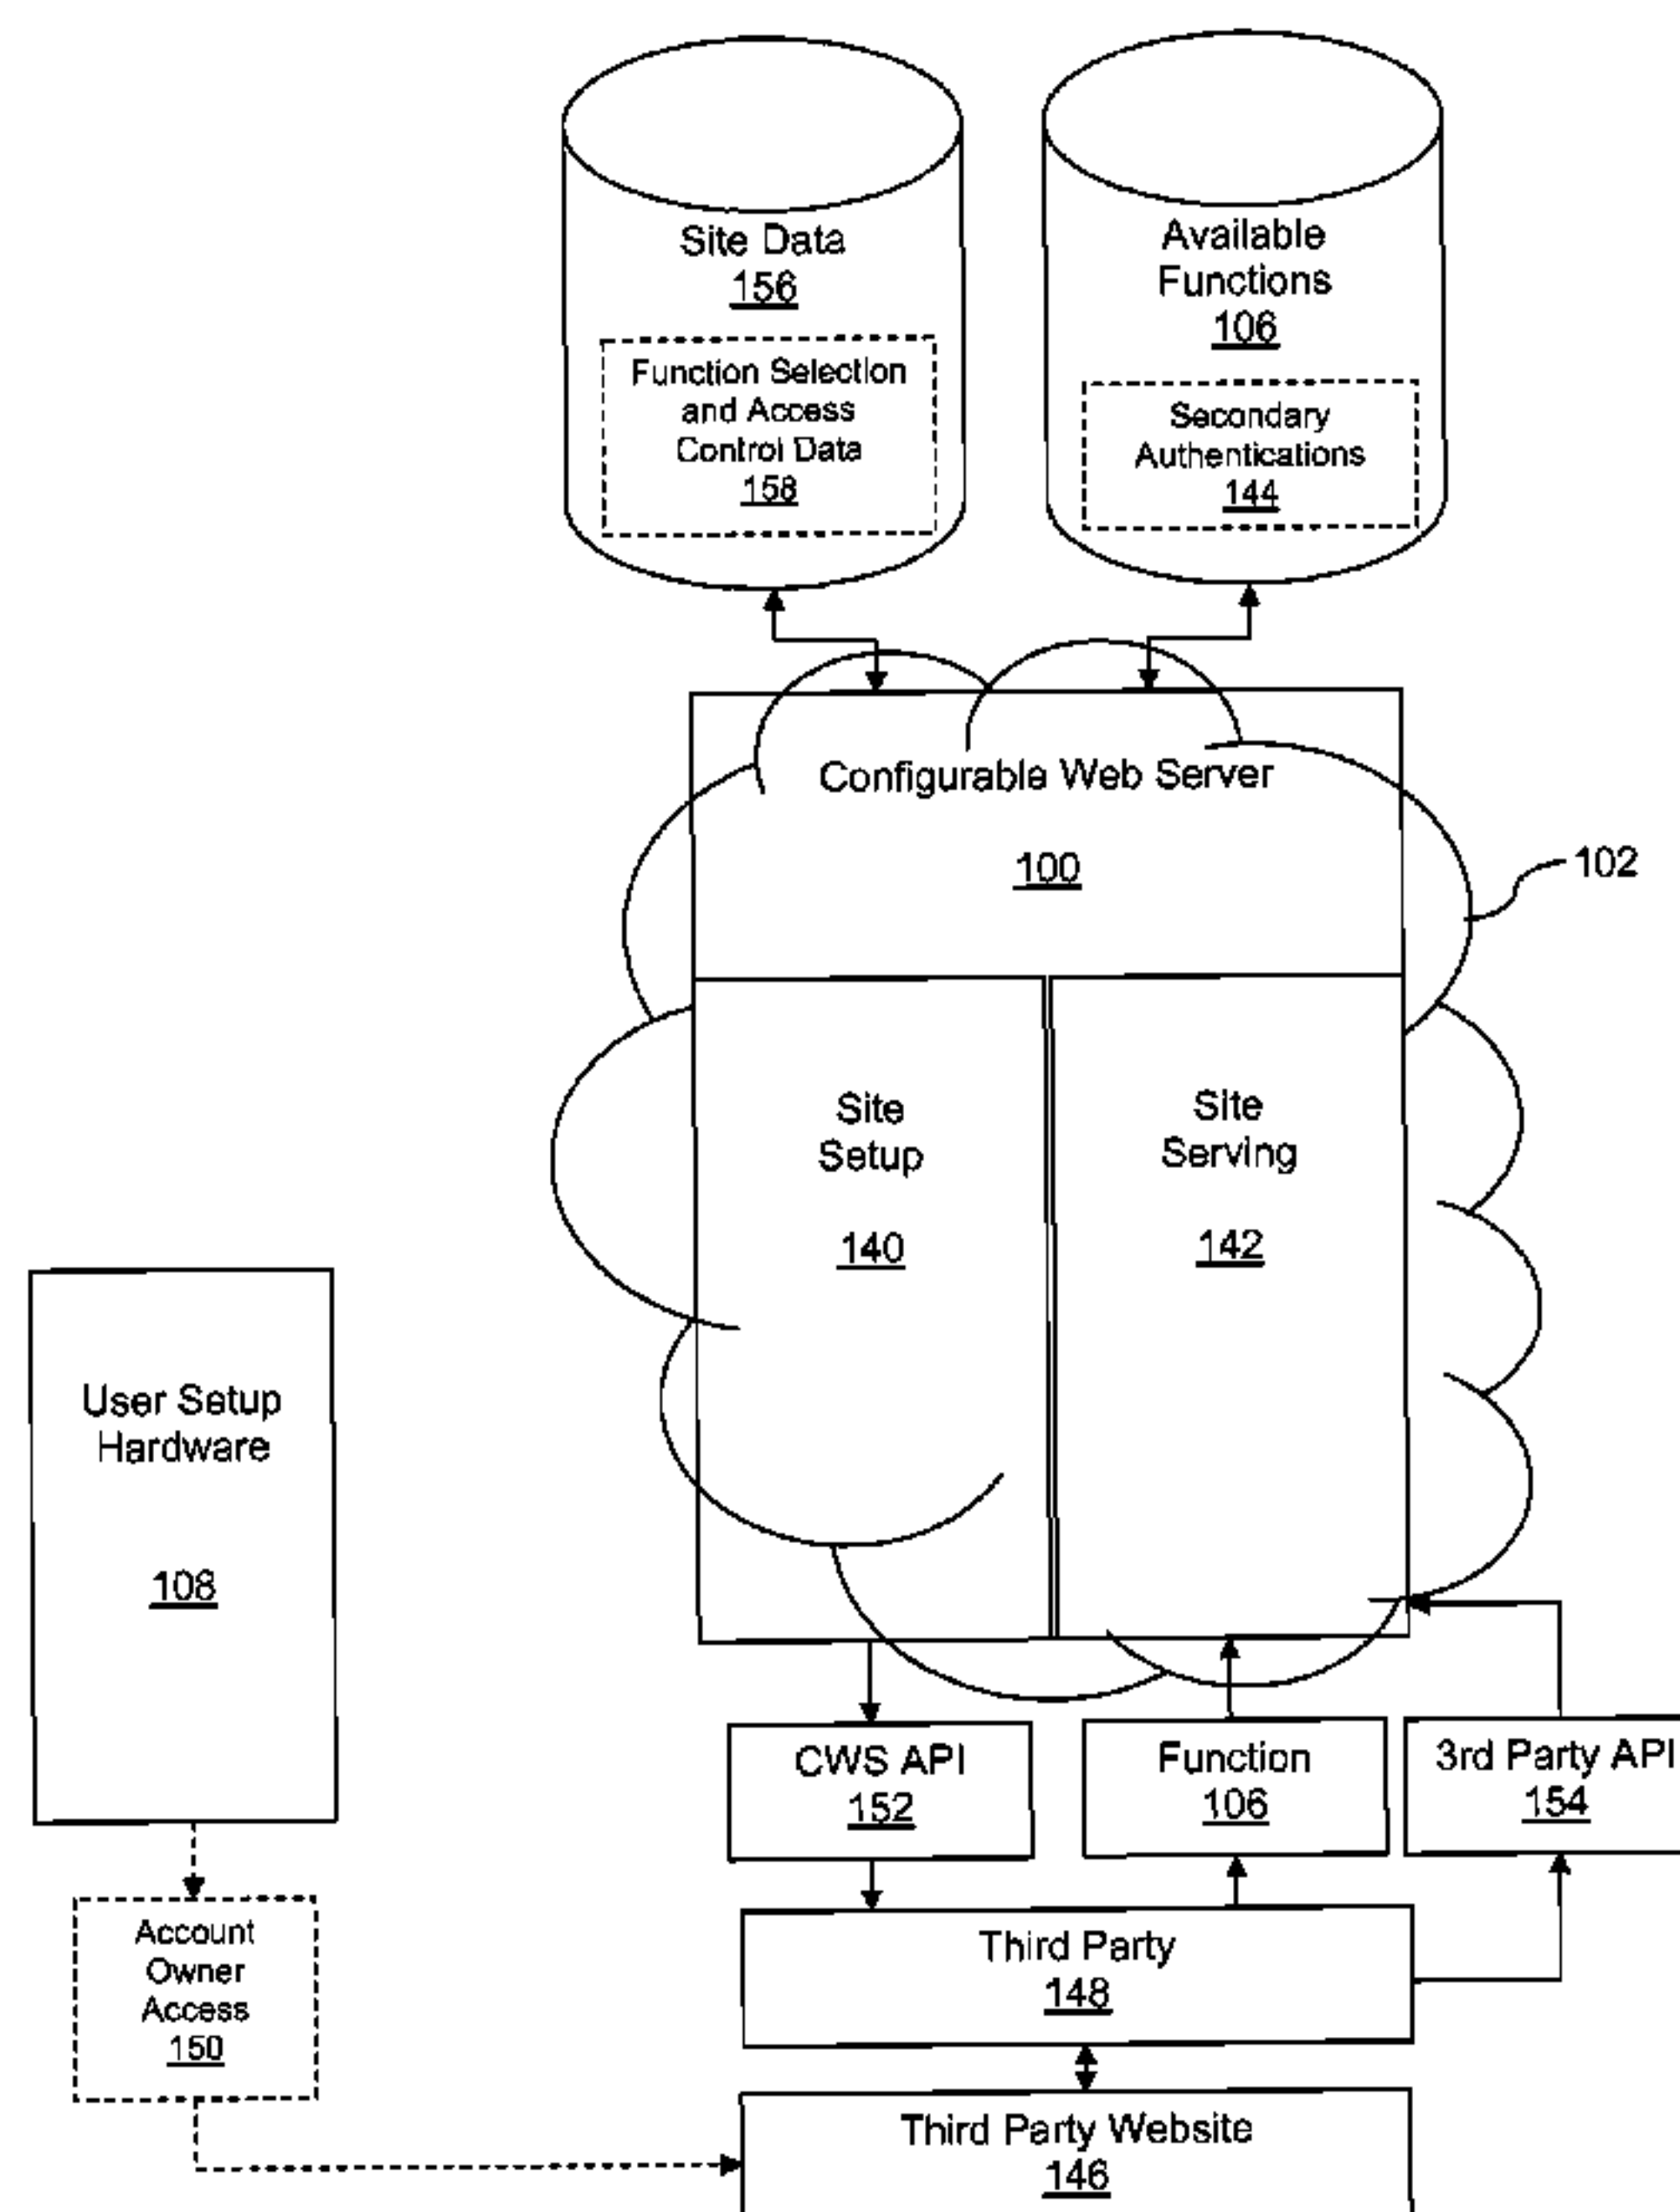 Site Data
156
Function Selection
and Access
Control Data
158
Available
Functions
106
Secondary
Authentications
144
Configurable Web Server
100
102
Site
Setup
140
Site
Serving
142
User Setup
Hardware
108
CWS API
152
Function
106
3rd Party API
154
Account
Owner
Access
150
Third Party
148
Third Party Website
146